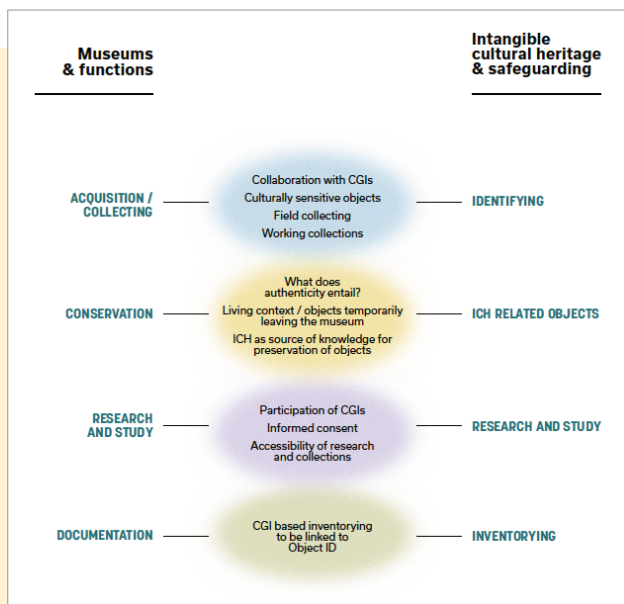 Museums
& functions
Intangible
cultural heritage
& safeguarding
ACQUISITION /
COLLECTING
Collaboration with CGIs
Culturally sensitive objects
Field collecting
Working collections
IDENTIFYING
CONSERVATION
What does
authenticity entail?
Living context / objects temporarily
leaving the museum
ICH as source of knowledge for
preservation of objects
ICH RELATED OBJECTS
RESEARCH
AND STUDY
Participation of CGIs
Informed consent
Accessibility of research
and collections
RESEARCH AND STUDY
DOCUMENTATION
CGI based inventorying
to be linked to
Object ID
INVENTORYING